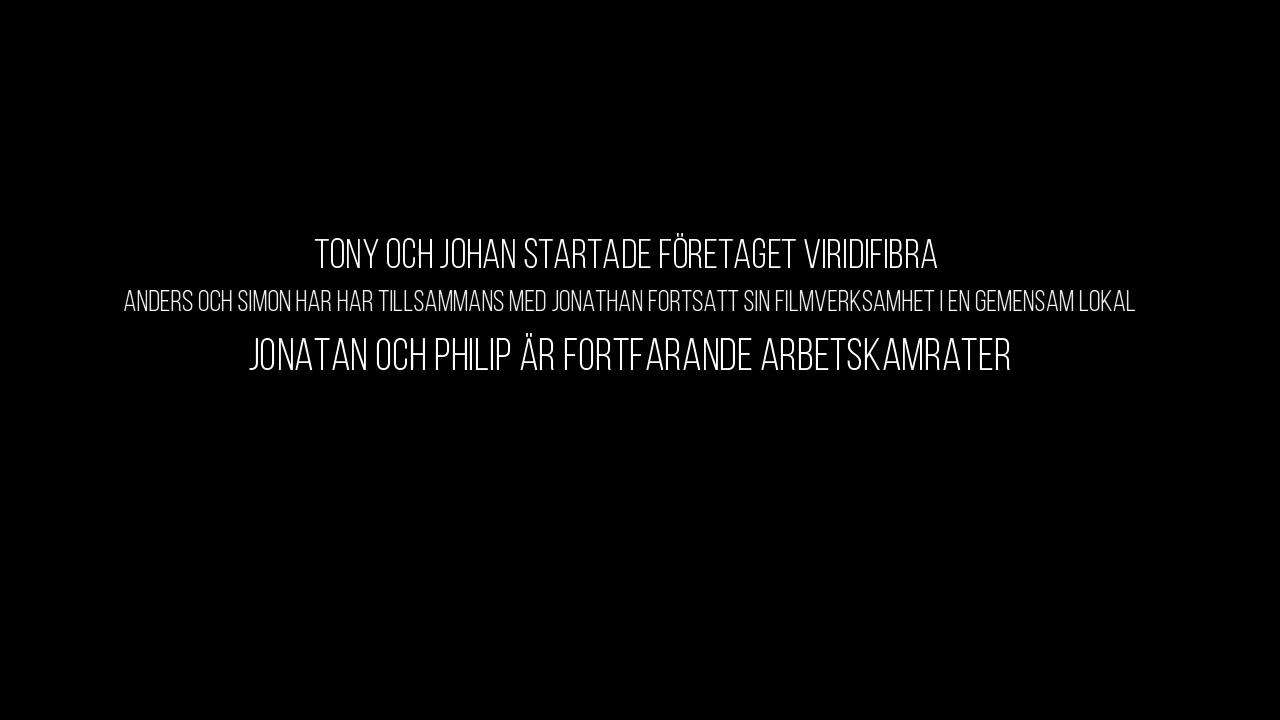 TONY OCH JOHAN STARTADE FÖRETAGET VIRIDIFIBRA
ANDERS OCH SIMON HAR HAR TILLSAMMANS MED JONATHAN FORTSATT SIN FILMVERKSAMHET I EN GEMENSAM LOKAL
JONATAN OCH PHILIP ÄR FORTFARANDE ARBETSKAMRATER